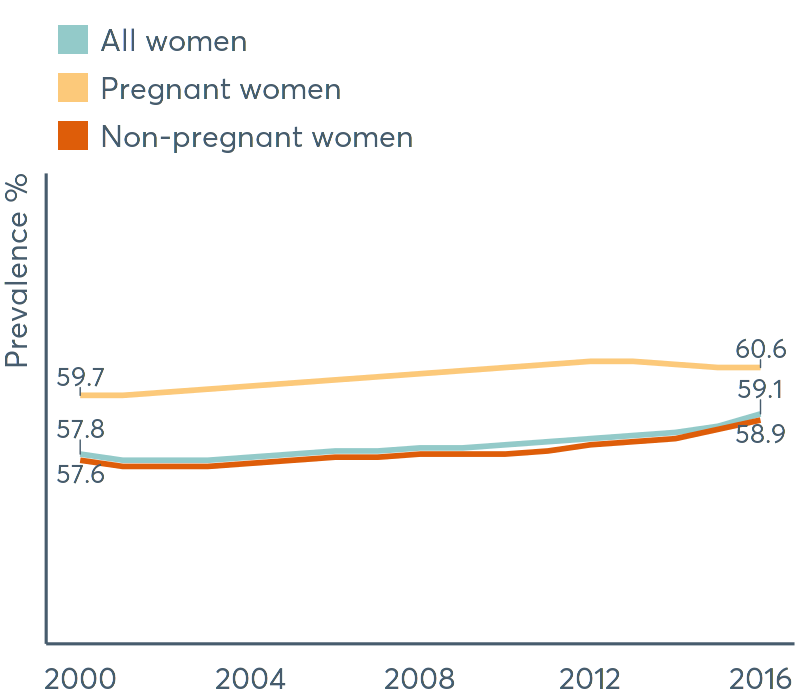 All women
Pregnant women
Non-pregnant women
Prevalence %
60.6
59.7
59.1
57.8
58.9
57.6
2000 2004 2008 2012 2016